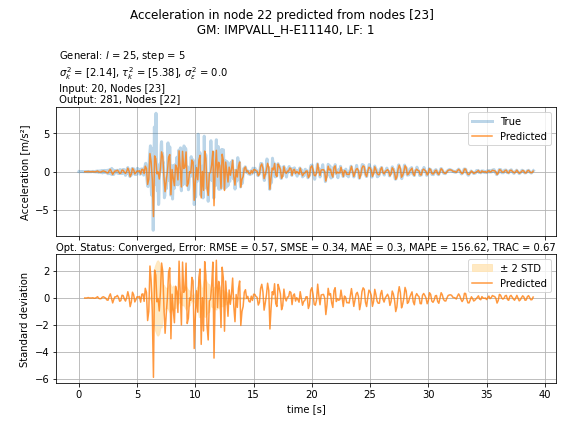 Acceleration in node 22 predicted from nodes [23]
GM: IMPVALL_H-E11140, LF: 1
General: l = 25, step = 5
σ²ₖ = [2.14], τ²ₖ = [5.38], σ²ε = 0.0
Input: 20, Nodes [23]
Output: 281, Nodes [22]
Acceleration [m/s²]
5
0
−5
True
Predicted
Opt. Status: Converged, Error: RMSE = 0.57, SMSE = 0.34, MAE = 0.3, MAPE = 156.62, TRAC = 0.67
Standard deviation
2
0
−2
−4
−6
± 2 STD
Predicted
0 5 10 15 20 25 30 35 40
time [s]